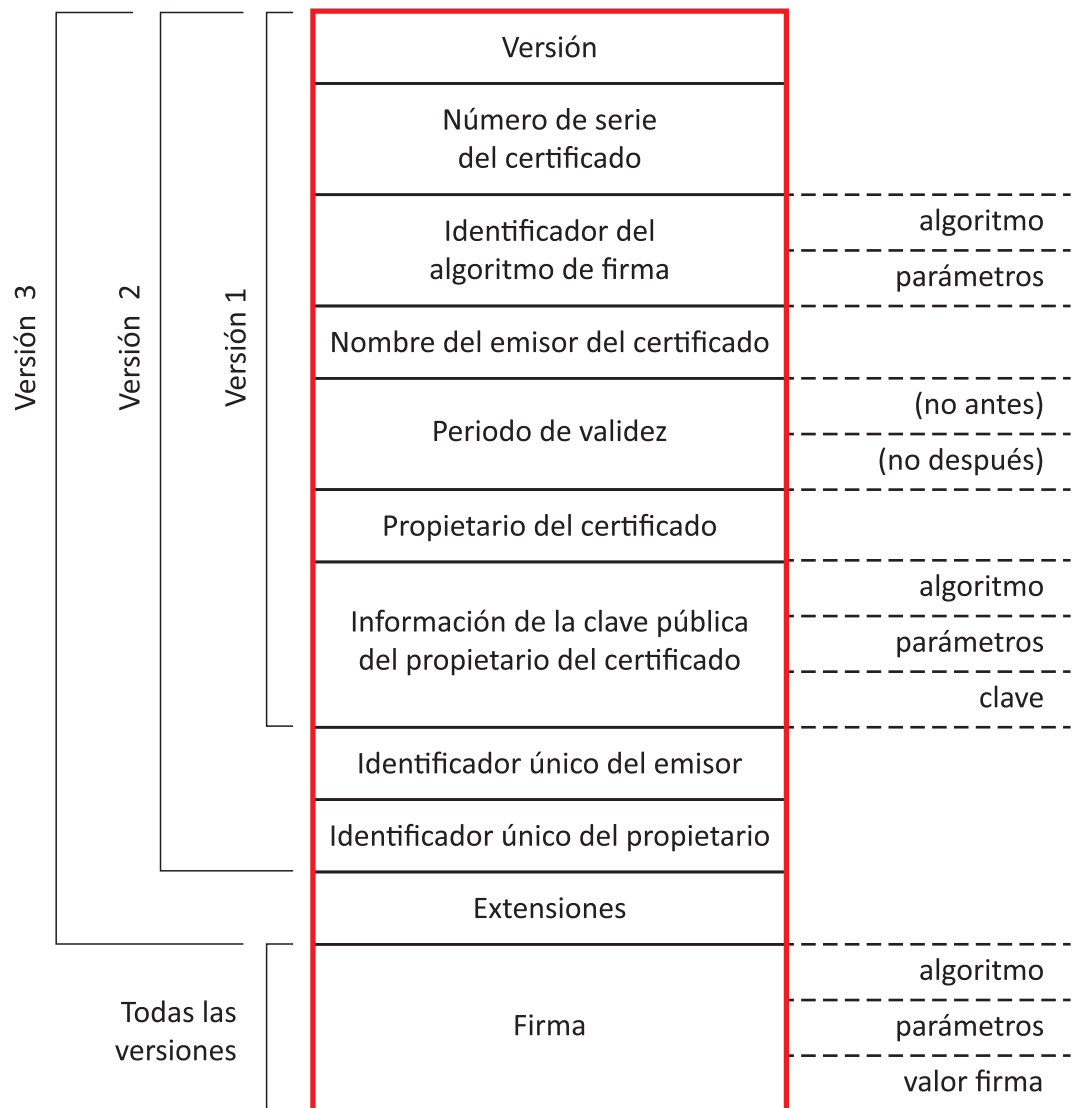 Versión
Número de serie
del certificado
Identificador del
algoritmo de firma
algoritmo
parámetros
Nombre del emisor del certificado
Periodo de validez
(no antes)
(no después)
Propietario del certificado
Información de la clave pública
del propietario del certificado
algoritmo
parámetros
clave
Identificador único del emisor
Identificador único del propietario
Extensiones
Firma
algoritmo
parámetros
valor firma
Versión 3
Versión 2
Versión 1
Todas las
versiones